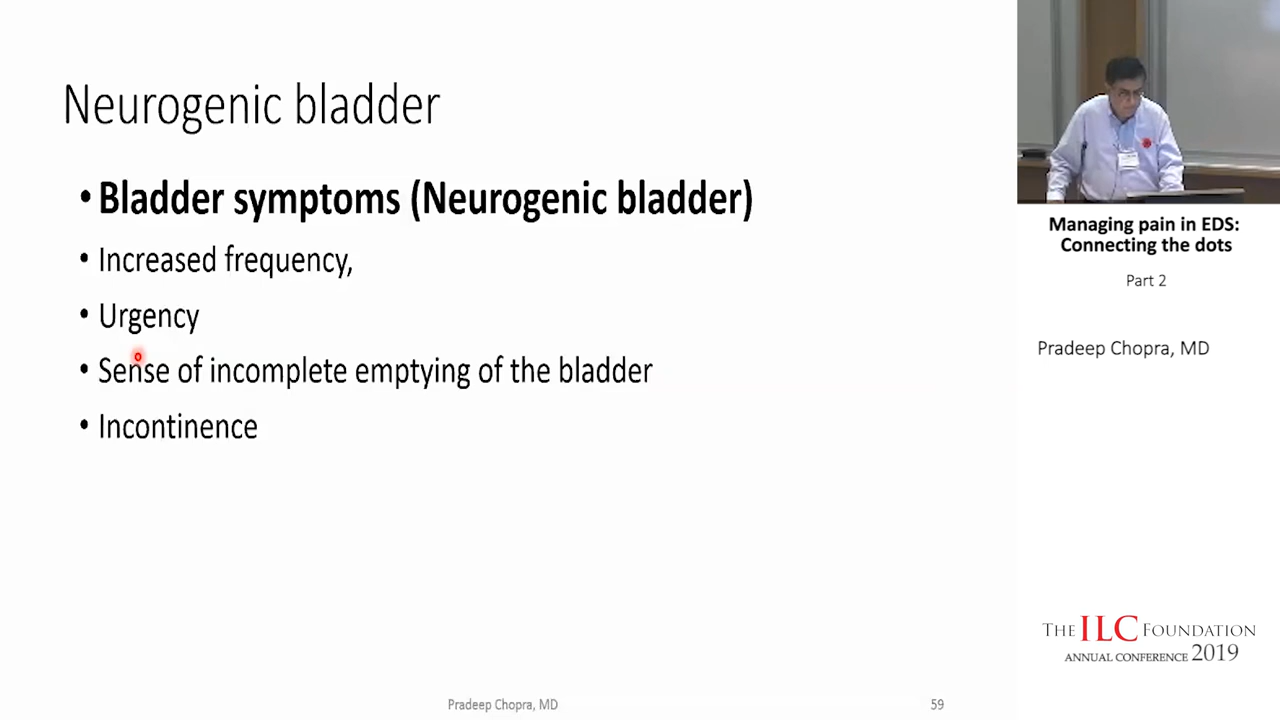 Neurogenic bladder
• Bladder symptoms (Neurogenic bladder)
• Increased frequency,
• Urgency
• Sense of incomplete emptying of the bladder
• Incontinence
Pradeep Chopra, MD
59
Managing pain in EDS:
Connecting the dots
Part 2
Pradeep Chopra, MD
THE ILC FOUNDATION
ANNUAL CONFERENCE 2019